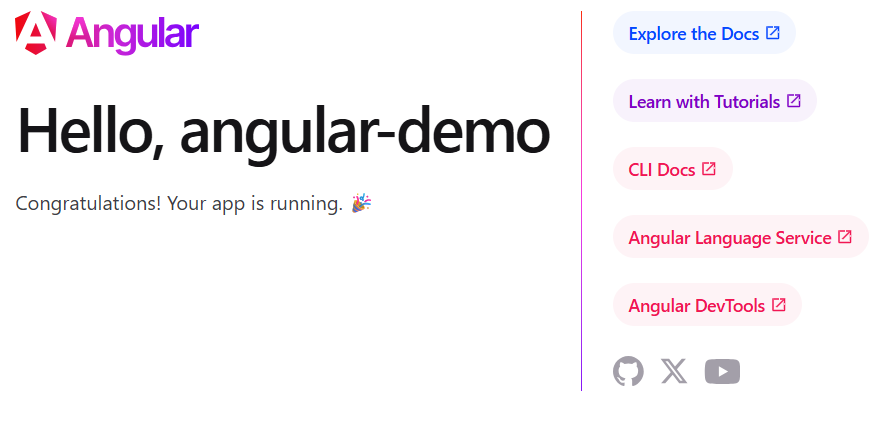 Angular
Hello, angular-demo
Congratulations! Your app is running. 🎉
Explore the Docs
Learn with Tutorials
CLI Docs
Angular Language Service
Angular DevTools